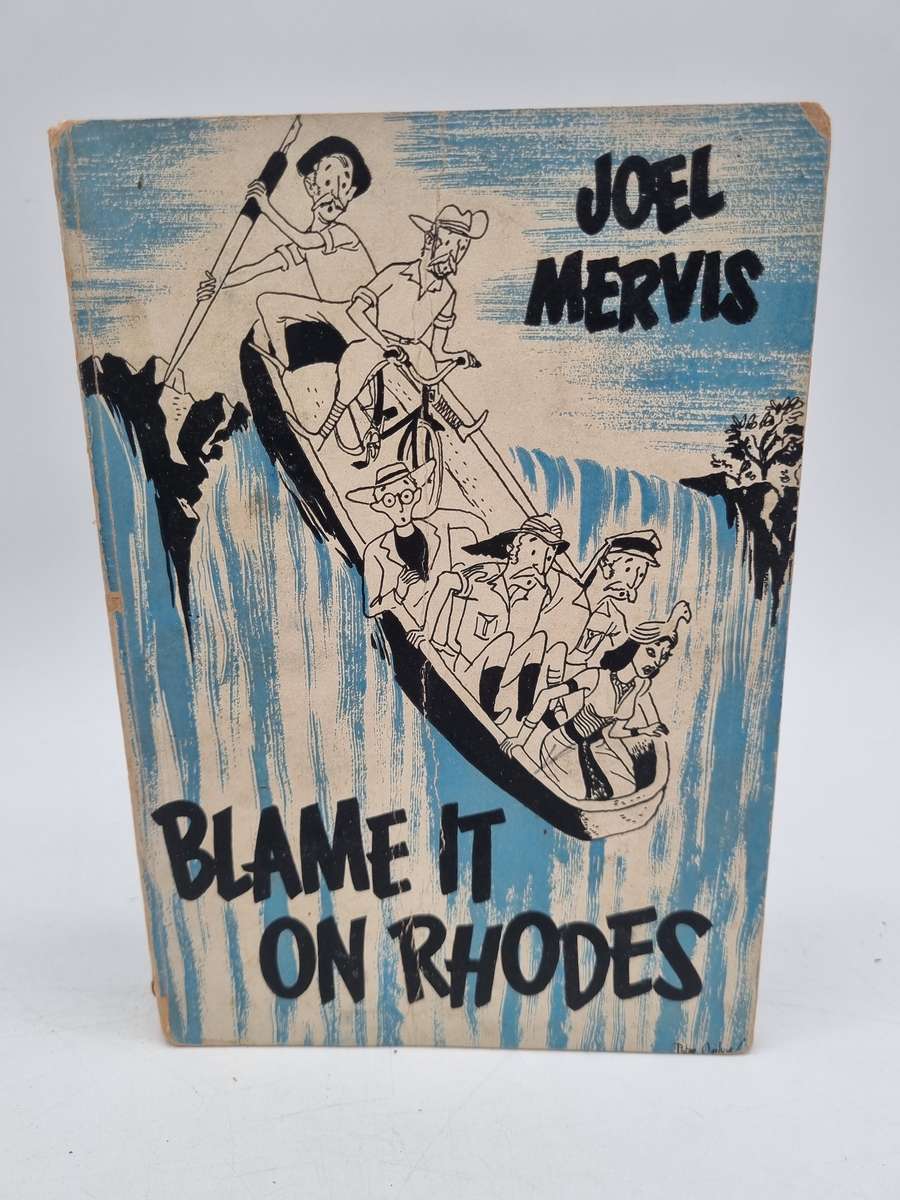 JOEL
MERVIS
BLAME IT
ON RHODES